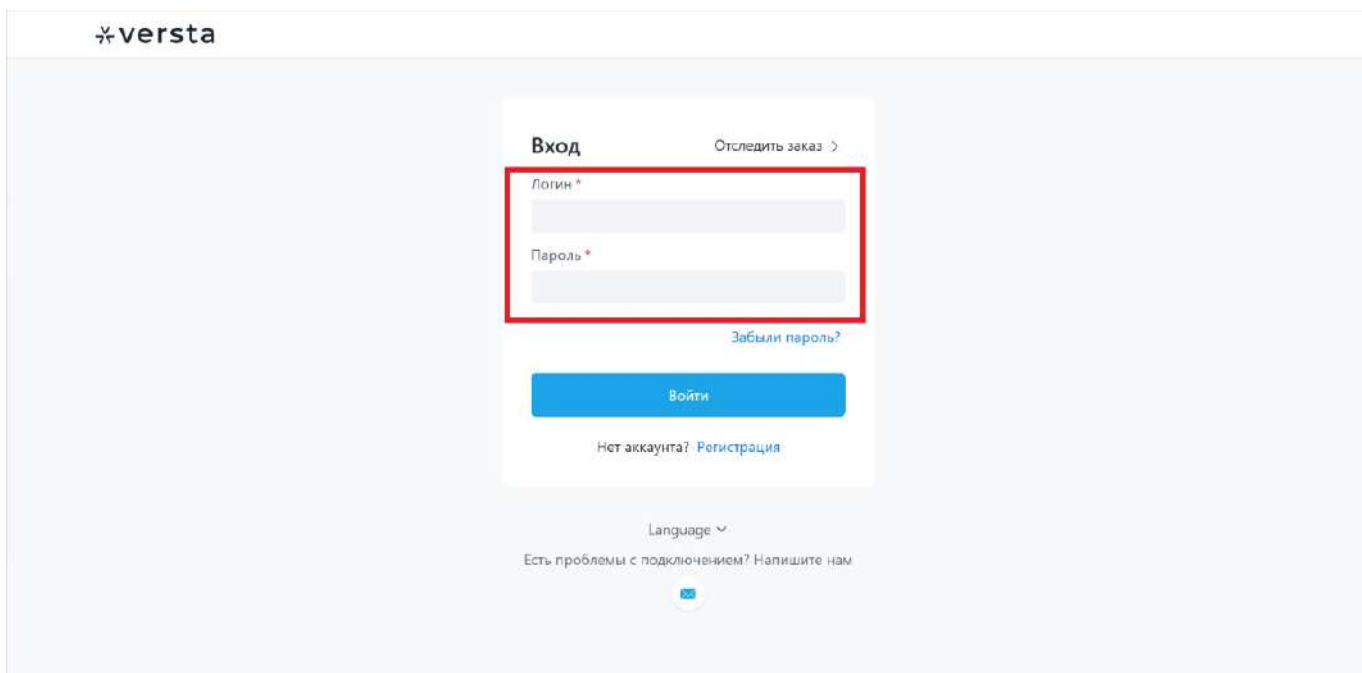 versta
Вход
Отследить заказ
Логин *
Пароль *
Забыли пароль?
Войти
Нет аккаунта? Регистрация
Language
Есть проблемы с подключением? Напишите нам